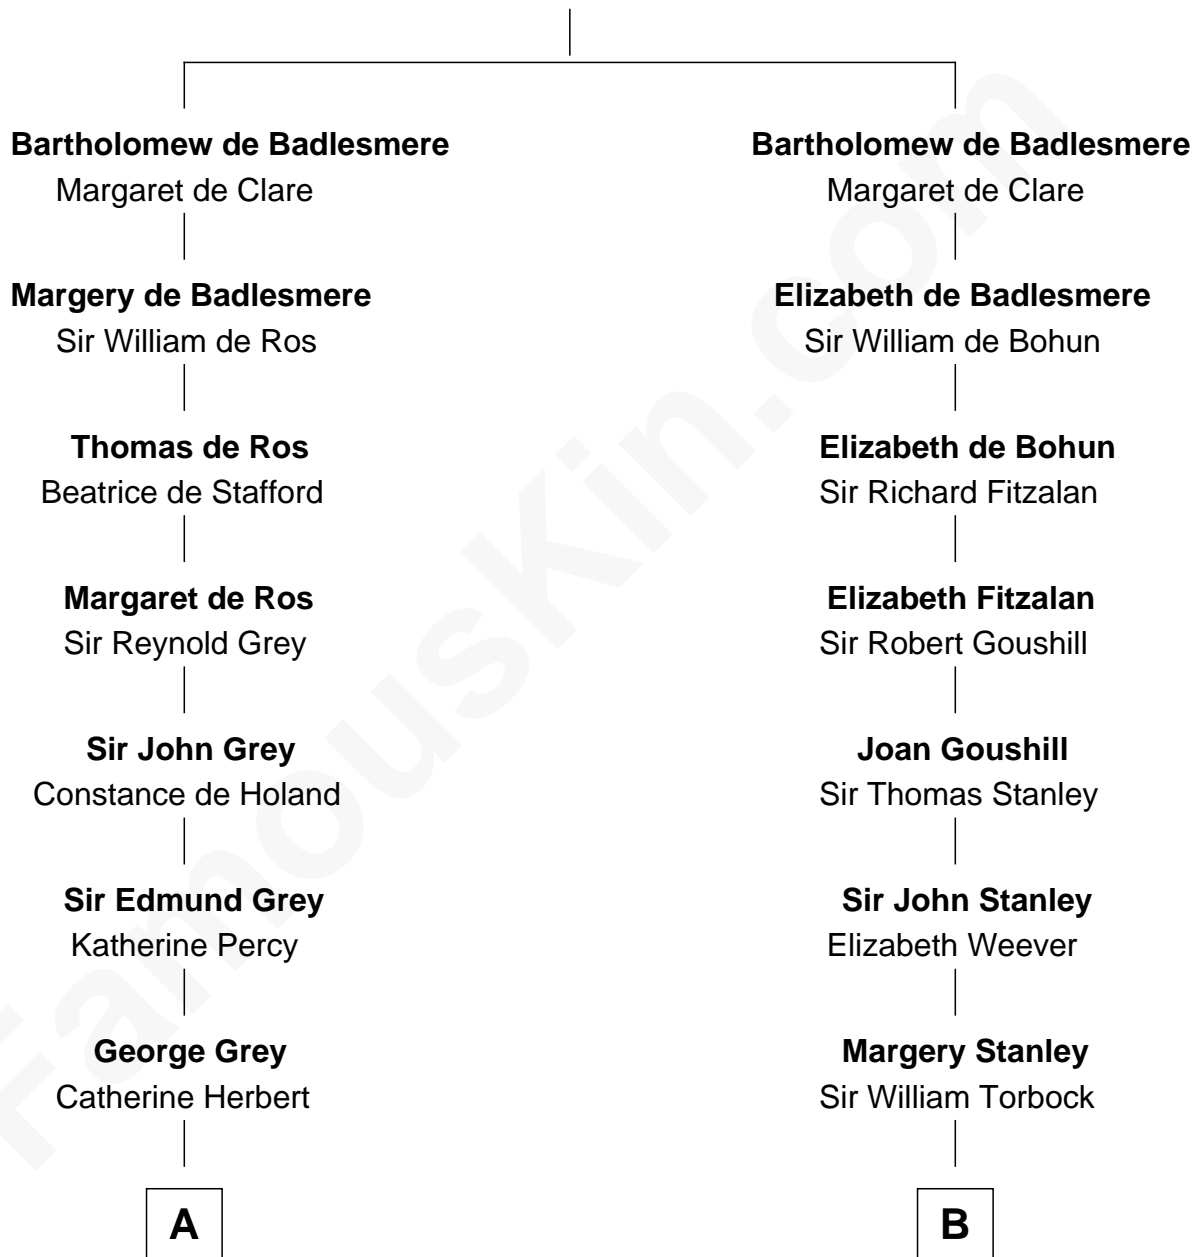 Bartholomew de Badlesmere
Margaret de Clare
Margery de Badlesmere
Sir William de Ros
Thomas de Ros
Beatrice de Stafford
Margaret de Ros
Sir Reynold Grey
Sir John Grey
Constance de Holand
Sir Edmund Grey
Katherine Percy
George Grey
Catherine Herbert
A
Bartholomew de Badlesmere
Margaret de Clare
Elizabeth de Badlesmere
Sir William de Bohun
Elizabeth de Bohun
Sir Richard Fitzalan
Elizabeth Fitzalan
Sir Robert Goushill
Joan Goushill
Sir Thomas Stanley
Sir John Stanley
Elizabeth Weever
Margery Stanley
Sir William Torbock
B
FamousKin.com